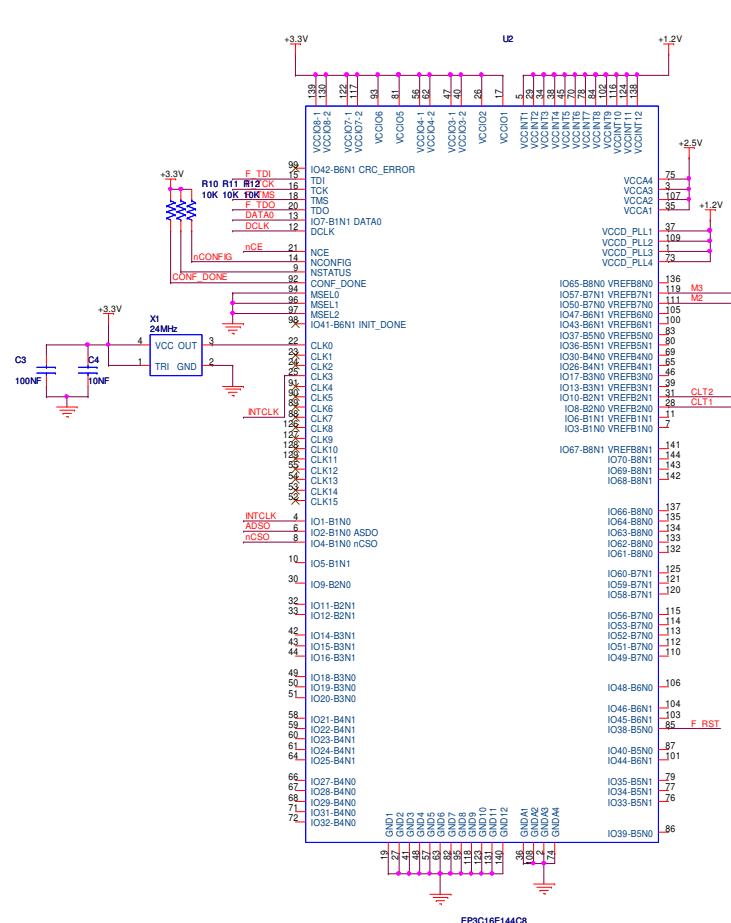 +3.3V
U2
+1.2V
139 130 122 117 93 81 56 62 47 40 26 17 5 29 34 38 45 70 78 84 102 116 124 138
VCCIO8-1 VCCIO8-2 VCCIO7-1 VCCIO7-2 VCCIO6 VCCIO5 VCCIO4-1 VCCIO4-2 VCCIO3-1 VCCIO3-2 VCCIO2 VCCIO1 VCCINT1 VCCINT2 VCCINT3 VCCINT4 VCCINT5 VCCINT6 VCCINT7 VCCINT8 VCCINT9 VCCINT10 VCCINT11 VCCINT12
+2.5V
99 IO42-B6N1 CRC_ERROR
F_TDI 15 TDI
TCK 16 TCK
TMS 18 TMS
F_TDO 20 TDO
DATA0 13 IO7-B1N1 DATA0
DCLK 12 DCLK
+3.3V
R10 R11 R12
10K 10K 10K
nCE 21 NCE
nCONFIG 14 NCONFIG
9 NSTATUS
CONF_DONE 92 CONF_DONE
94 MSEL0
96 MSEL1
97 MSEL2
98 IO41-B6N1 INIT_DONE
+3.3V
X1
24MHz
4 VCC OUT 3
1 TRI GND 2
C3
100NF
C4
10NF
22 CLK0
23 CLK1
24 CLK2
25 CLK3
91 CLK4
90 CLK5
89 CLK6
INTCLK 88 CLK7
126 CLK8
127 CLK9
128 CLK10
129 CLK11
55 CLK12
54 CLK13
53 CLK14
52 CLK15
INTCLK 4 IO1-B1N0
ADSO 6 IO2-B1N0 ASDO
nCSO 8 IO4-B1N0 nCSO
10 IO5-B1N1
30 IO9-B2N0
32 IO11-B2N1
33 IO12-B2N1
42 IO14-B3N1
43 IO15-B3N1
44 IO16-B3N1
49 IO18-B3N0
50 IO19-B3N0
51 IO20-B3N0
58 IO21-B4N1
59 IO22-B4N1
60 IO23-B4N1
61 IO24-B4N1
64 IO25-B4N1
66 IO27-B4N0
67 IO28-B4N0
68 IO29-B4N0
71 IO31-B4N0
72 IO32-B4N0
VCCA4 75
VCCA3 3
VCCA2 107
VCCA1 35
+1.2V
VCCD_PLL1 37
VCCD_PLL2 109
VCCD_PLL3 1
VCCD_PLL4 73
IO65-B8N0 VREFB8N0 136
IO57-B7N1 VREFB7N1 119 M3
IO50-B7N0 VREFB7N0 111 M2
IO47-B6N1 VREFB6N0 105
IO43-B6N1 VREFB6N1 100
IO37-B5N0 VREFB5N0 83
IO36-B5N1 VREFB5N1 80
IO30-B4N0 VREFB4N0 69
IO26-B4N1 VREFB4N1 65
IO17-B3N0 VREFB3N0 46
IO13-B3N1 VREFB3N1 39
IO10-B2N1 VREFB2N1 31 CLT2
IO8-B2N0 VREFB2N0 28 CLT1
IO6-B1N1 VREFB1N1 11
IO3-B1N0 VREFB1N0 7
IO67-B8N1 VREFB8N1 141
IO70-B8N1 144
IO69-B8N1 143
IO68-B8N1 142
IO66-B8N0 137
IO64-B8N0 135
IO63-B8N0 134
IO62-B8N0 133
IO61-B8N0 132
IO60-B7N1 125
IO59-B7N1 121
IO58-B7N1 120
IO56-B7N0 115
IO53-B7N0 114
IO52-B7N0 113
IO51-B7N0 112
IO49-B7N0 110
IO48-B6N0 106
IO46-B6N1 104
IO45-B6N1 103
IO38-B5N0 85 F_RST
IO40-B5N0 87
IO44-B6N1 101
IO35-B5N1 79
IO34-B5N1 77
IO33-B5N1 76
IO39-B5N0 86
GND1 GND2 GND3 GND4 GND5 GND6 GND7 GND8 GND9 GND10 GND11 GND12 GNDA1 GNDA2 GNDA3 GNDA4
19 27 41 48 57 63 82 95 118 123 131 140 36 108 2 74
EP3C16E144C8